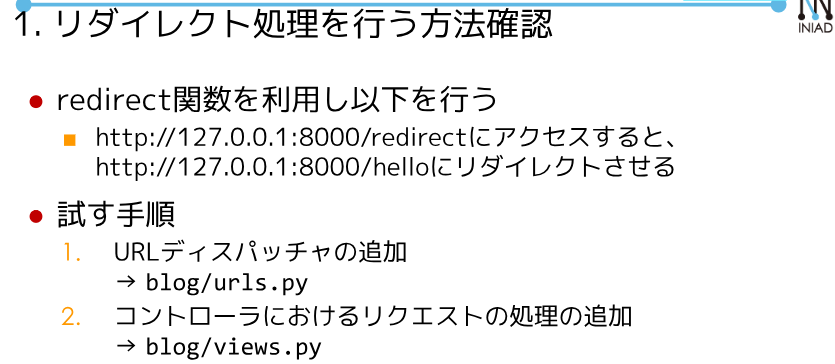 1. リダイレクト処理を行う方法確認
INIAD
● redirect関数を利用し以下を行う
■ http://127.0.0.1:8000/redirectにアクセスすると、
http://127.0.0.1:8000/helloにリダイレクトさせる
● 試す手順
1. URLディスパッチャの追加
→ blog/urls.py
2. コントローラにおけるリクエストの処理の追加
→ blog/views.py